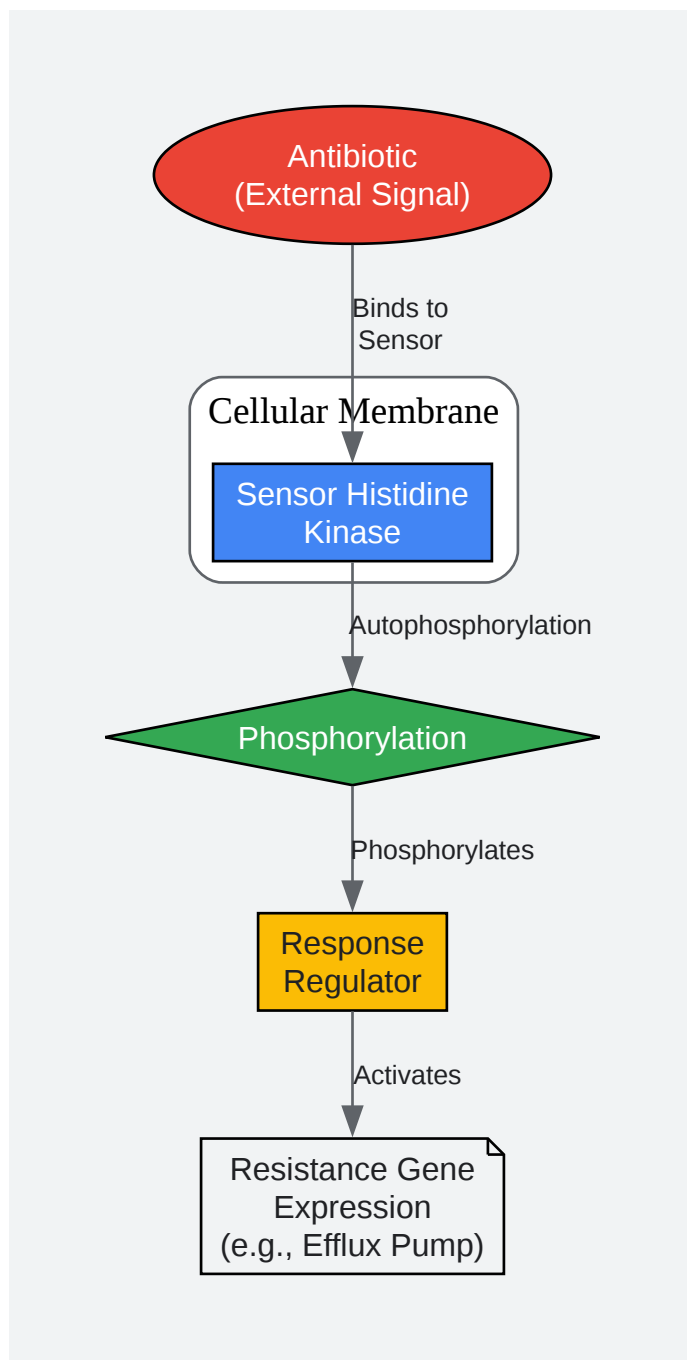 Antibiotic
(External Signal)
Binds to
Sensor
Cellular Membrane
Sensor Histidine
Kinase
Autophosphorylation
Phosphorylation
Phosphorylates
Response
Regulator
Activates
Resistance Gene
Expression
(e.g., Efflux Pump)